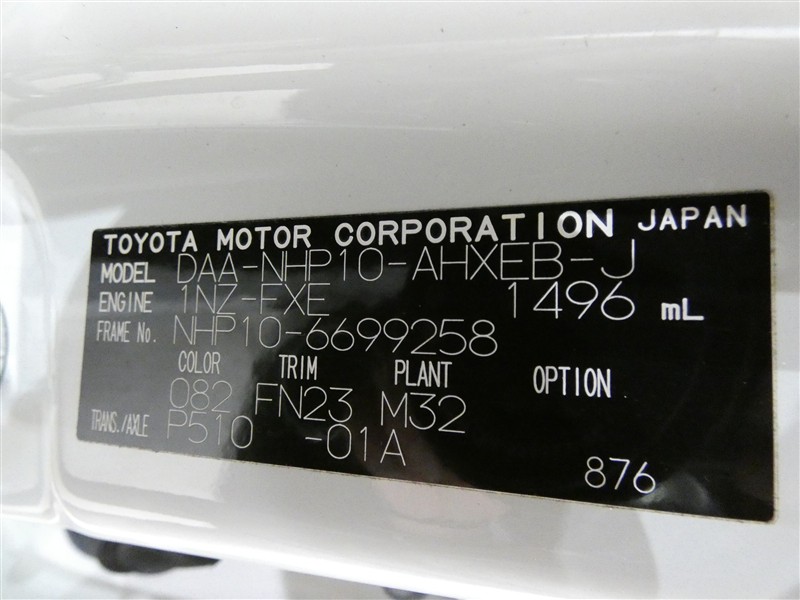 TOYOTA MOTOR CORPORATION JAPAN
MODEL DAA-NHP10-AHXEB-J
ENGINE 1NZ-FXE 1496 mL
FRAME No. NHP10-6699258
COLOR TRIM PLANT OPTION
082 FN23 M32
TRANS./AXLE P510 -01A
876